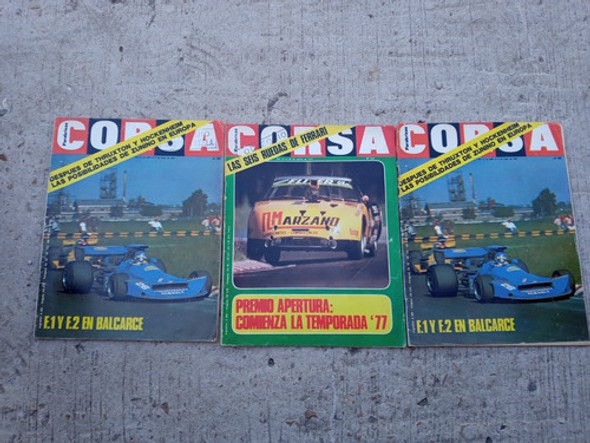 CORSA
DESPUES DE THRUXTON Y HOCKENHEIM
LAS POSIBILIDADES DE ZUNINO EN EUROPA
F.1 Y F.2 EN BALCARCE
CORSA
LAS SEIS RUEDAS DE FERRARI
MARZANO
PREMIO APERTURA:
COMIENZA LA TEMPORADA '77
CORSA
DESPUES DE THRUXTON Y HOCKENHEIM
LAS POSIBILIDADES DE ZUNINO EN EUROPA
F.1 Y F.2 EN BALCARCE